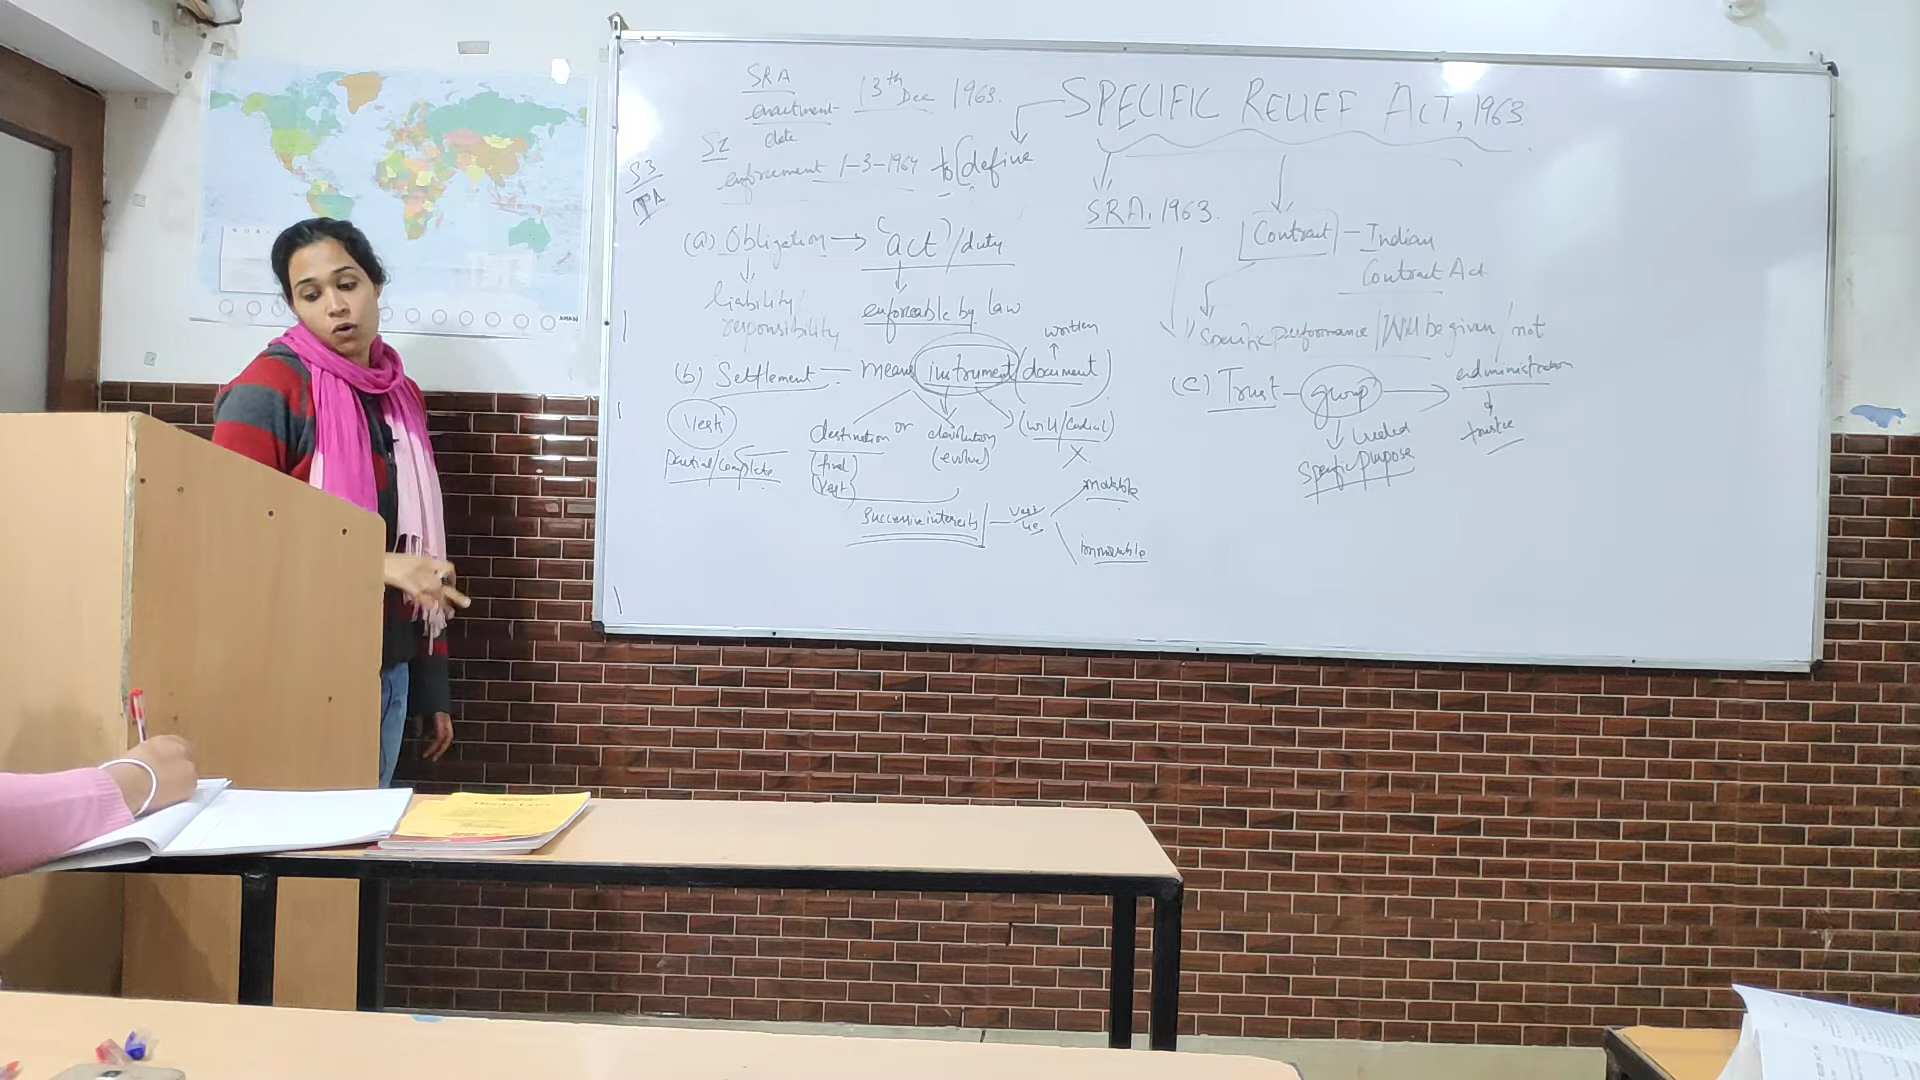 SPECIFIC RELIEF ACT, 1963.
SRA
enactment date 13th Dec 1963.
enforcement 1-3-1964
to define
S3
TPA
(a) Obligation → "act"/duty
liability/
responsibility
enforceable by law
(b) Settlement — means instrument/document
written
Vest
Partial/Complete
destination or devolution
(will/Codicil)
X
(final)
(Vest)
(evolve)
Successive interests
movable
immovable
SRA, 1963.
Contract – Indian
Contract Act
Specific performance/Will be given/not
(C) Trust – group → administration
trustee
created
Specific Purpose